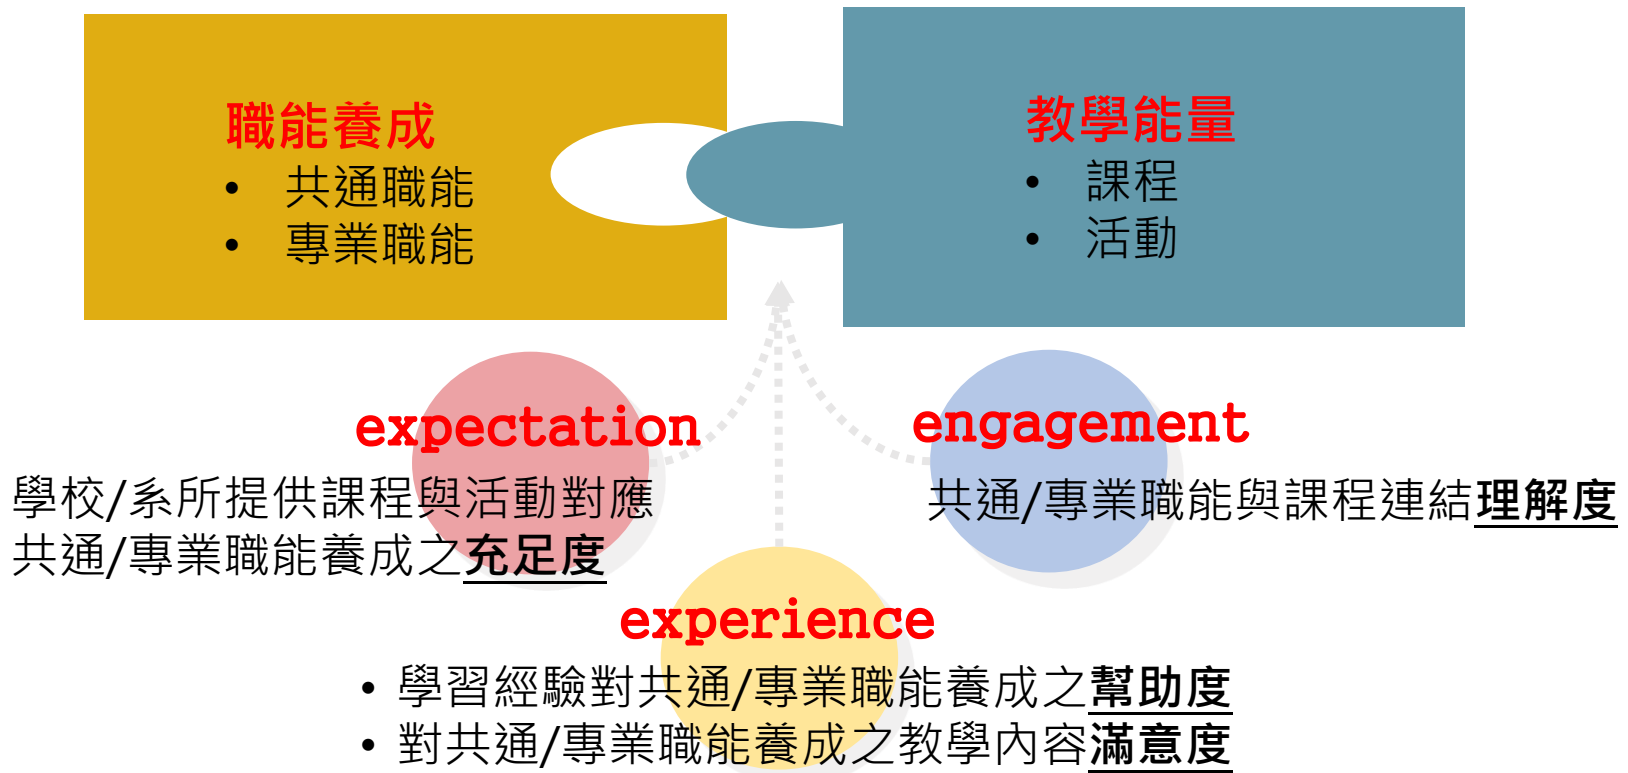 職能養成
• 共通職能
• 專業職能
教學能量
• 課程
• 活動
expectation
學校/系所提供課程與活動對應
共通/專業職能養成之充足度
engagement
共通/專業職能與課程連結理解度
experience
• 學習經驗對共通/專業職能養成之幫助度
• 對共通/專業職能養成之教學內容滿意度